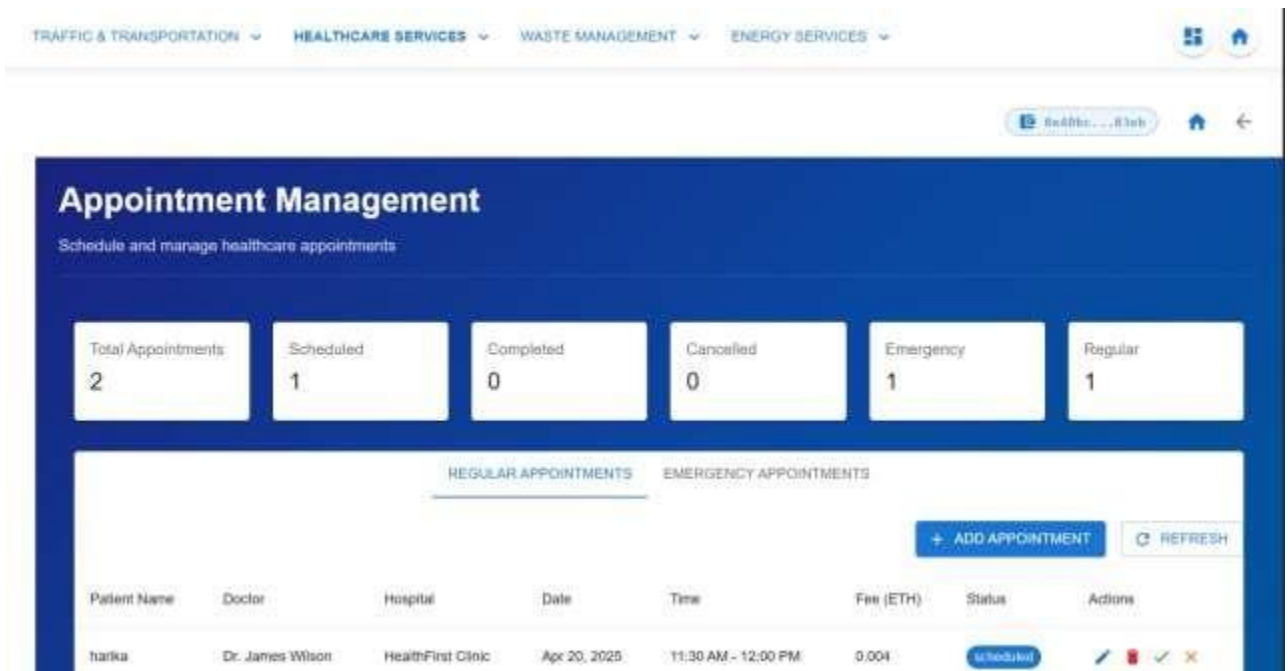 TRAFFIC & TRANSPORTATION HEALTHCARE SERVICES WASTE MANAGEMENT ENERGY SERVICES
Appointment Management
Schedule and manage healthcare appointments
Total Appointments Scheduled Completed Cancelled Emergency Regular
2 1 0 0 1 1
REGULAR APPOINTMENTS EMERGENCY APPOINTMENTS
+ ADD APPOINTMENT REFRESH
Patient Name Doctor Hospital Date Time Fee (ETH) Status Actions
harika Dr. James Wilson HealthFirst Clinic Apr 20, 2025 11:30 AM - 12:00 PM 0.004 scheduled